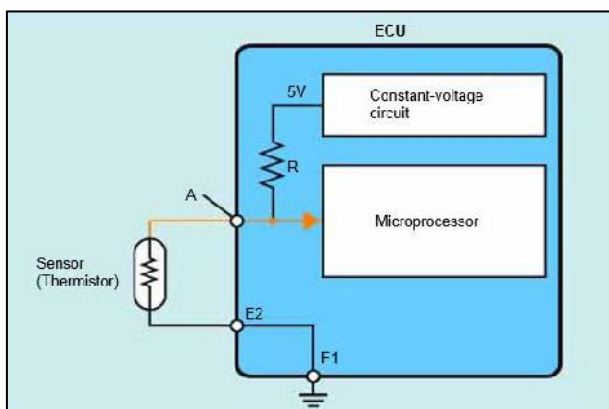 ECU
5V
Constant-voltage
circuit
R
A
Microprocessor
Sensor
(Thermistor)
E2
F1